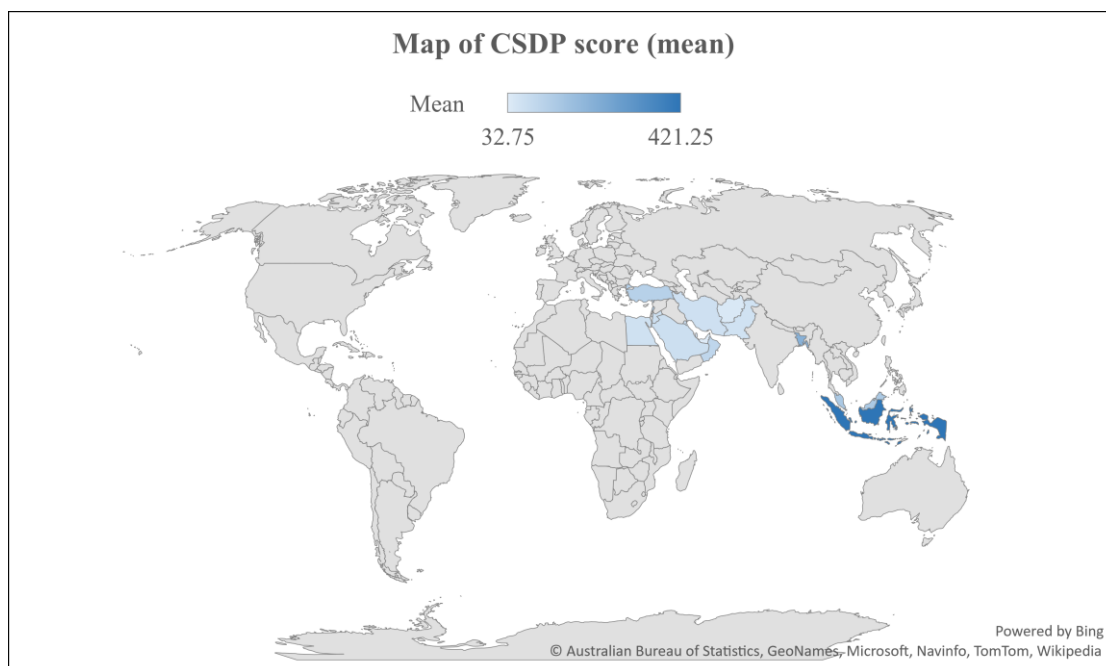 Map of CSDP score (mean)
Mean
32.75 421.25
Powered by Bing
© Australian Bureau of Statistics, GeoNames, Microsoft, Navinfo, TomTom, Wikipedia